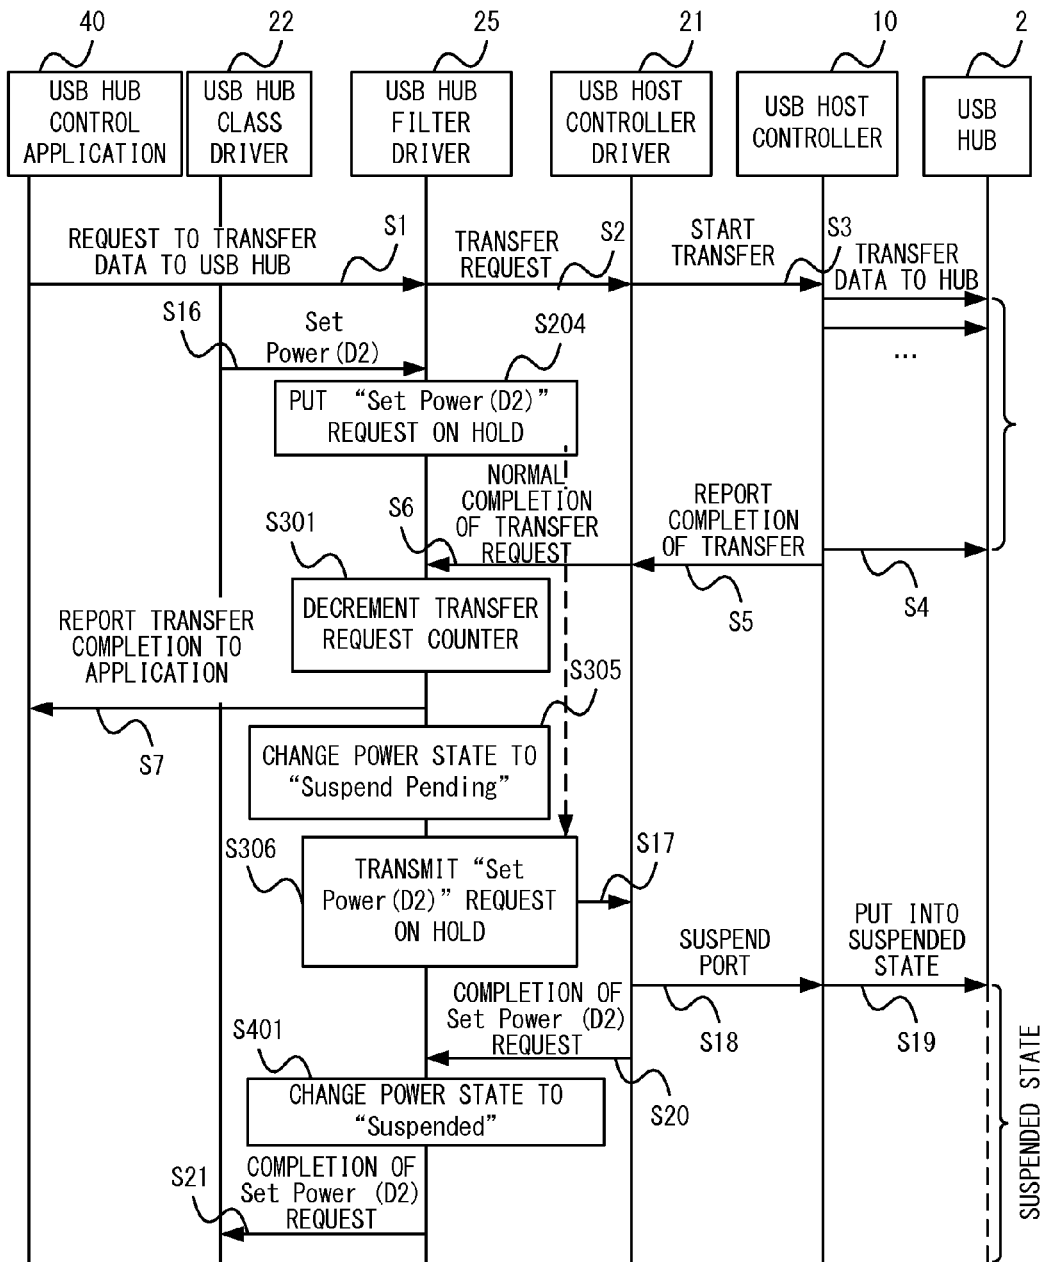 40
22
25
21
10
2
USB HUB
CONTROL
APPLICATION
USB HUB
CLASS
DRIVER
USB HUB
FILTER
DRIVER
USB HOST
CONTROLLER
DRIVER
USB HOST
CONTROLLER
USB
HUB
REQUEST TO TRANSFER
DATA TO USB HUB
S1
TRANSFER
REQUEST
S2
START
TRANSFER
S3
TRANSFER
DATA TO HUB
...
S16
Set
Power(D2)
S204
PUT “Set Power(D2)”
REQUEST ON HOLD
NORMAL
COMPLETION
OF TRANSFER
REQUEST
S6
REPORT
COMPLETION
OF TRANSFER
S5
S4
S301
DECREMENT TRANSFER
REQUEST COUNTER
REPORT TRANSFER
COMPLETION TO
APPLICATION
S7
S305
CHANGE POWER STATE TO
“Suspend Pending”
S306
TRANSMIT “Set
Power(D2)” REQUEST
ON HOLD
S17
SUSPEND
PORT
S18
PUT INTO
SUSPENDED
STATE
S19
COMPLETION OF
Set Power (D2)
REQUEST
S20
S401
CHANGE POWER STATE TO
“Suspended”
COMPLETION OF
Set Power (D2)
REQUEST
S21
SUSPENDED STATE